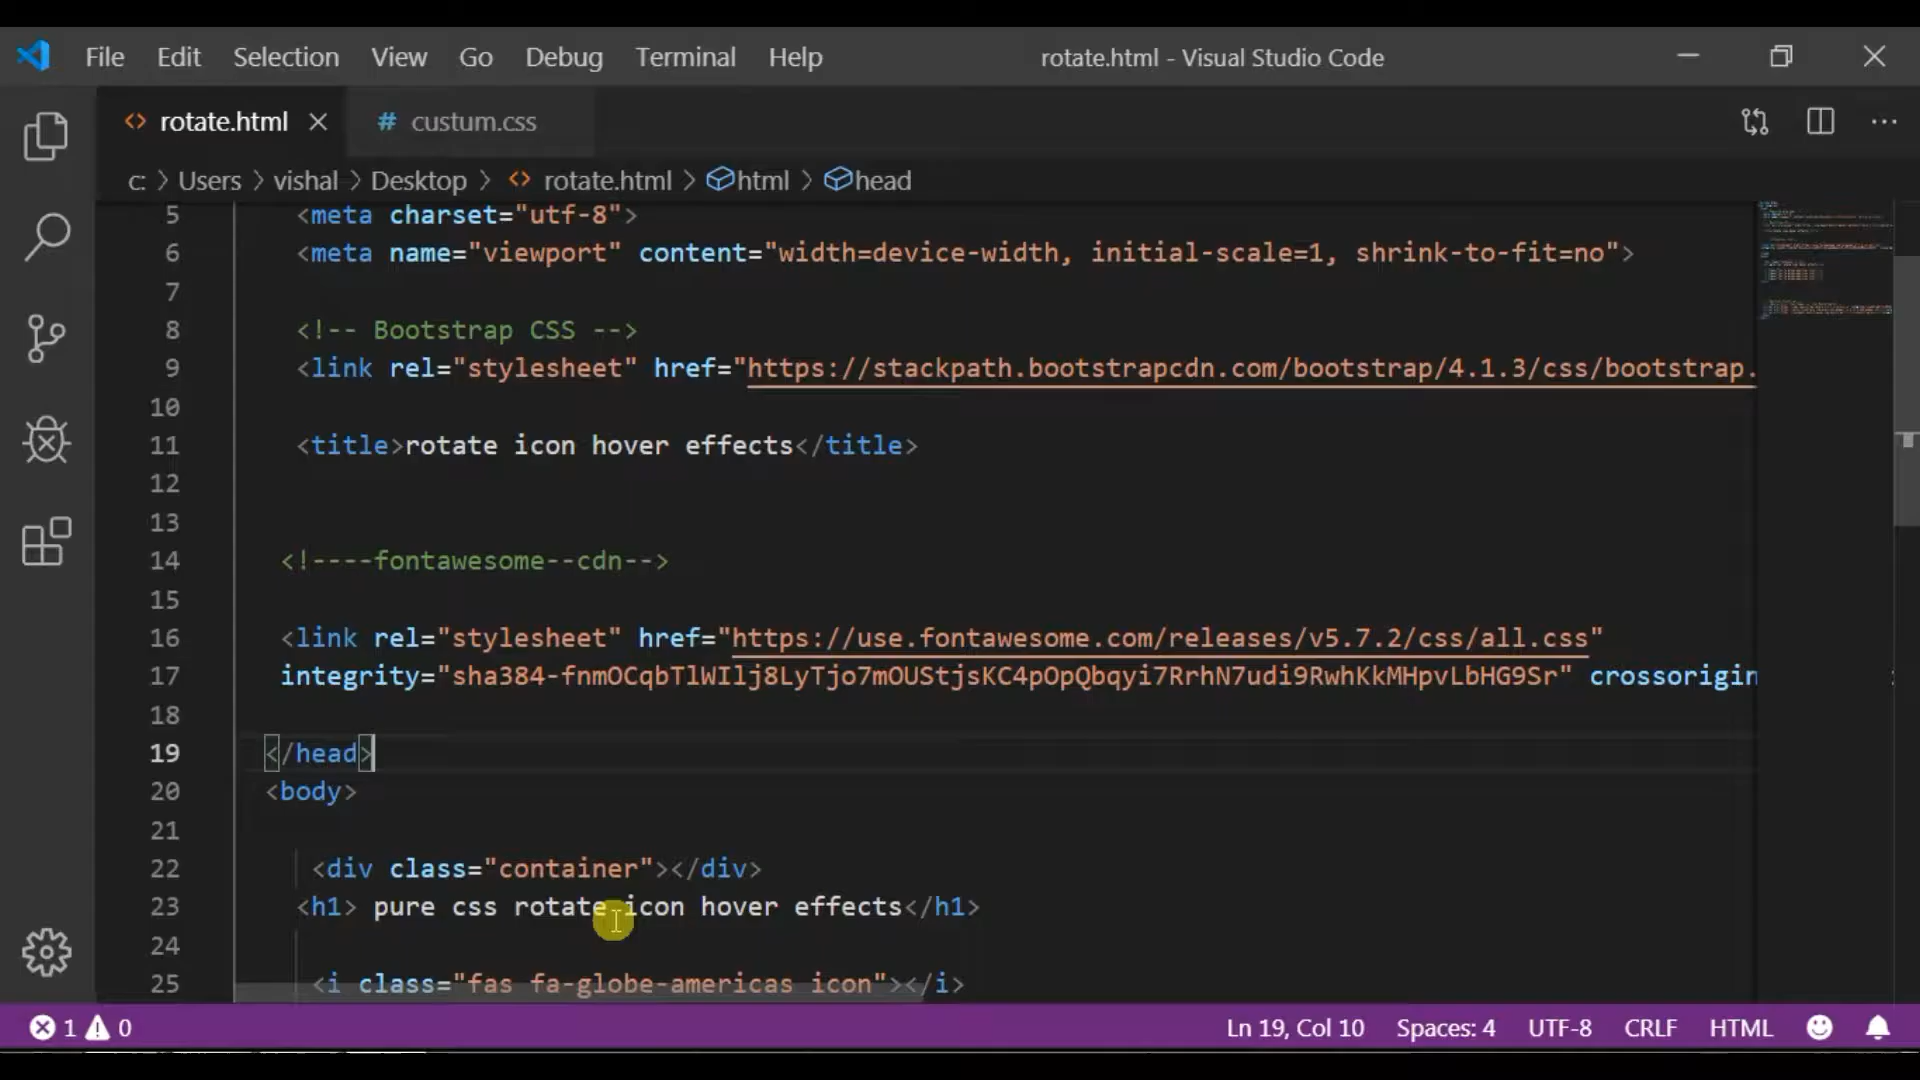 File Edit Selection View Go Debug Terminal Help rotate.html - Visual Studio Code
rotate.html custum.css
c: > Users > vishal > Desktop > rotate.html > html > head
5 <meta charset="utf-8">
6 <meta name="viewport" content="width=device-width, initial-scale=1, shrink-to-fit=no">
7
8 <!-- Bootstrap CSS -->
9 <link rel="stylesheet" href="https://stackpath.bootstrapcdn.com/bootstrap/4.1.3/css/bootstrap.
10
11 <title>rotate icon hover effects</title>
12
13
14 <!----fontawesome--cdn-->
15
16 <link rel="stylesheet" href="https://use.fontawesome.com/releases/v5.7.2/css/all.css"
17 integrity="sha384-fnmOCqbTlWIlj8LyTjo7mOUStjsKC4pOpQbqyi7RrhN7udi9RwhKkMHpvLbHG9Sr" crossorigin
18
19 </head>
20 <body>
21
22 <div class="container"></div>
23 <h1> pure css rotate icon hover effects</h1>
24
25 <i class="fas fa-globe-americas icon"></i>
1 0 Ln 19, Col 10 Spaces: 4 UTF-8 CRLF HTML